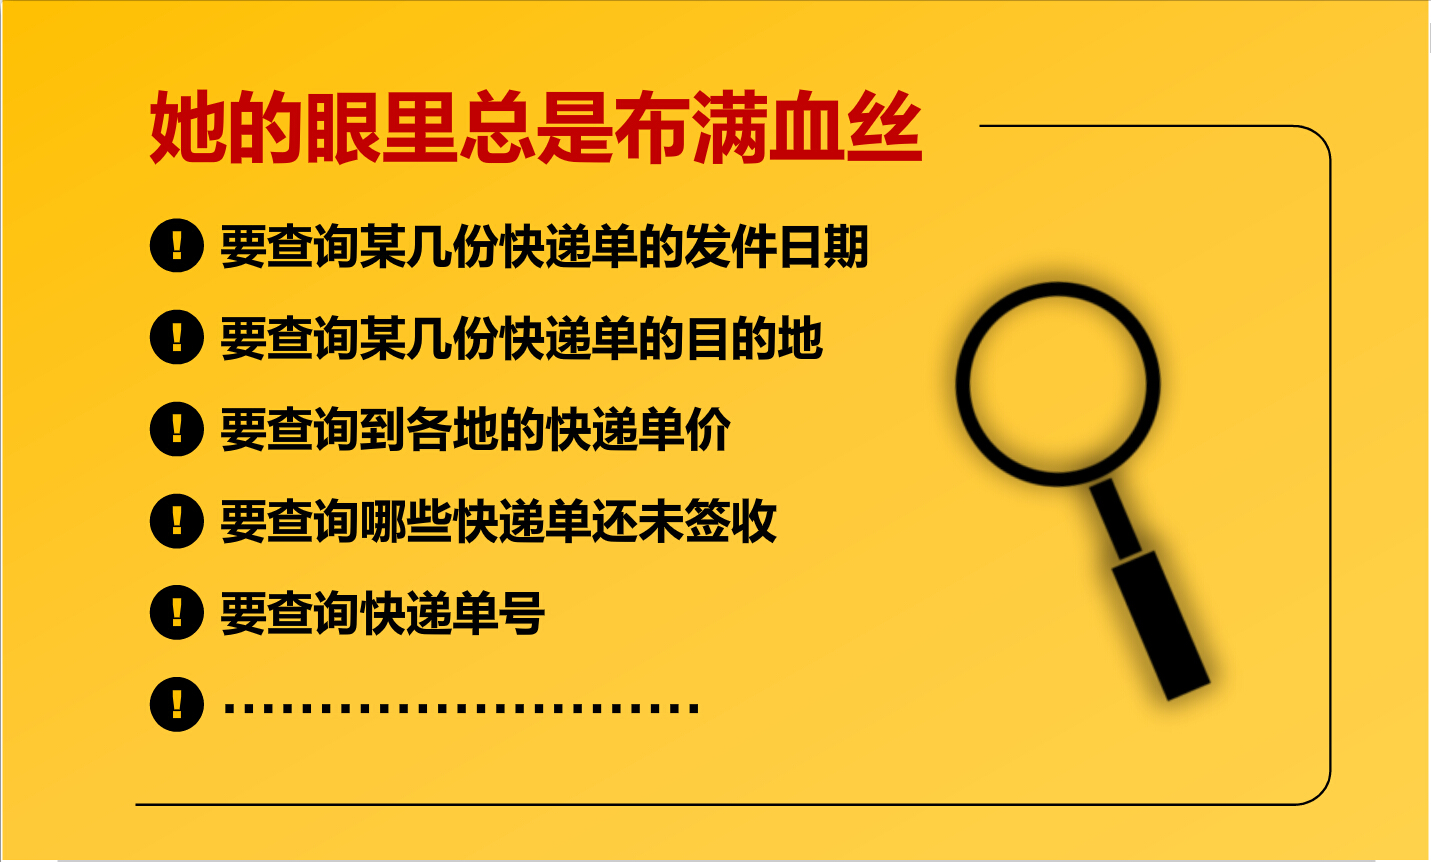 她的眼里总是布满血丝
! 要查询某几份快递单的发件日期
! 要查询某几份快递单的目的地
! 要查询到各地的快递单价
! 要查询哪些快递单还未签收
! 要查询快递单号
! .........................